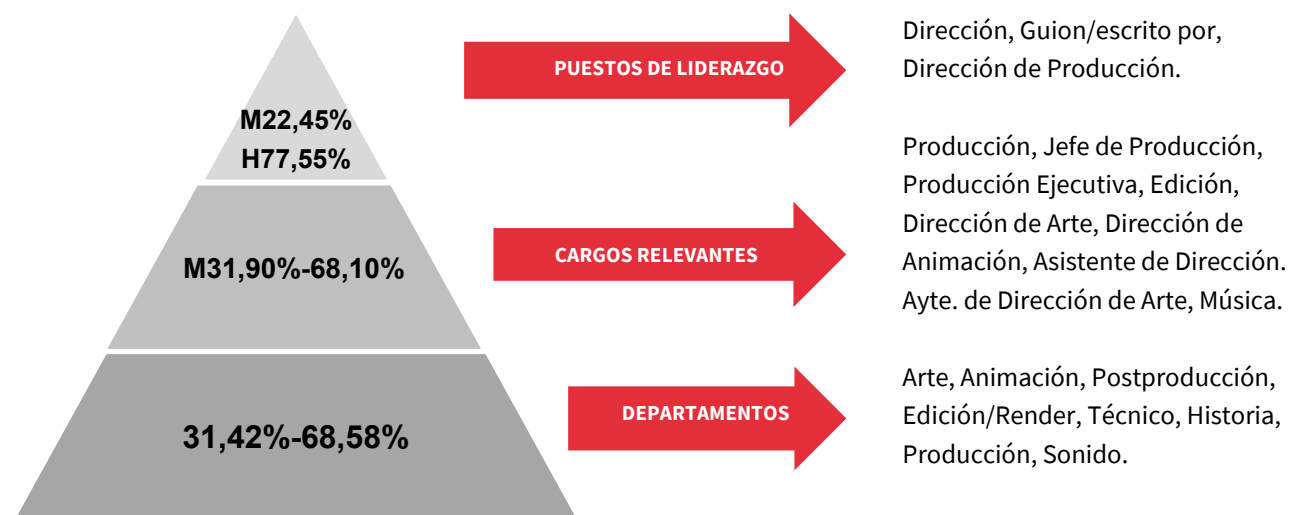 M22,45%
H77,55%
PUESTOS DE LIDERAZGO
Dirección, Guion/escrito por,
Dirección de Producción.
M31,90%-68,10%
CARGOS RELEVANTES
Producción, Jefe de Producción,
Producción Ejecutiva, Edición,
Dirección de Arte, Dirección de
Animación, Asistente de Dirección.
Ayte. de Dirección de Arte, Música.
31,42%-68,58%
DEPARTAMENTOS
Arte, Animación, Postproducción,
Edición/Render, Técnico, Historia,
Producción, Sonido.